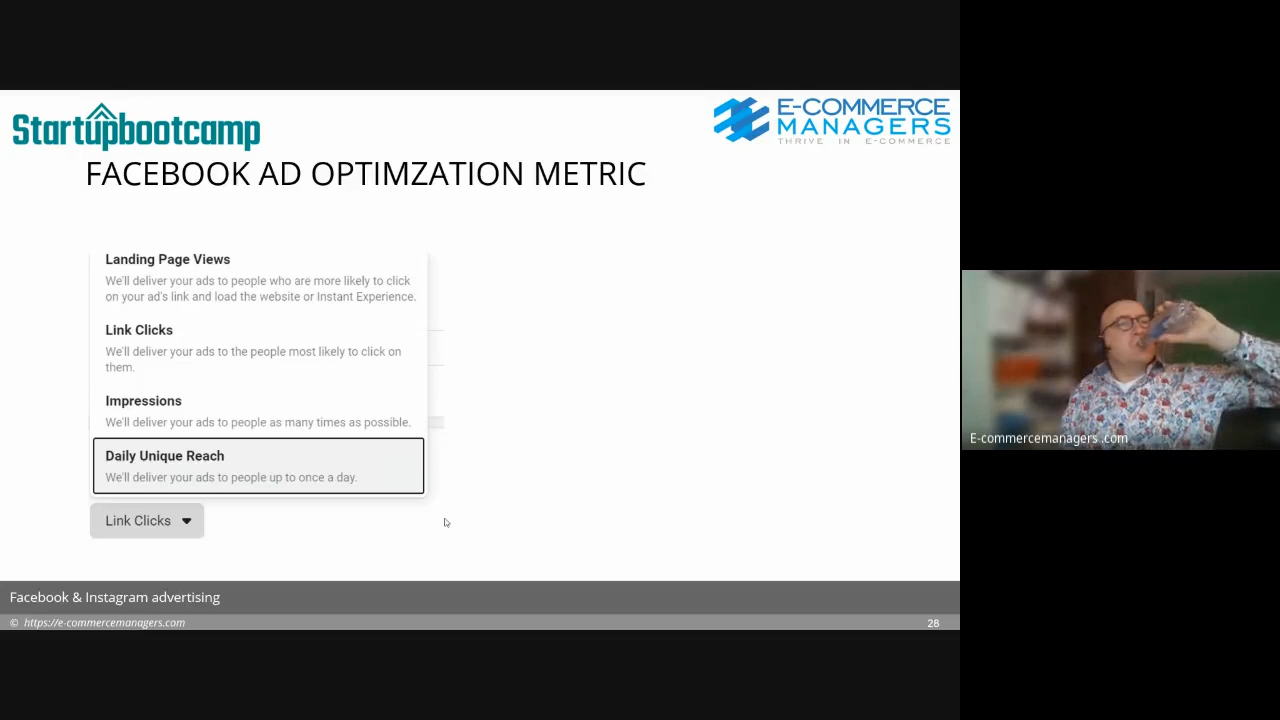 Startupbootcamp
E-COMMERCE
MANAGERS
THRIVE IN E-COMMERCE
FACEBOOK AD OPTIMZATION METRIC
Landing Page Views
We'll deliver your ads to people who are more likely to click
on your ad's link and load the website or Instant Experience.
Link Clicks
We'll deliver your ads to the people most likely to click on
them.
Impressions
We'll deliver your ads to people as many times as possible.
Daily Unique Reach
We'll deliver your ads to people up to once a day.
Link Clicks
Facebook & Instagram advertising
© https://e-commercemanagers.com
28
E-commercemanagers .com